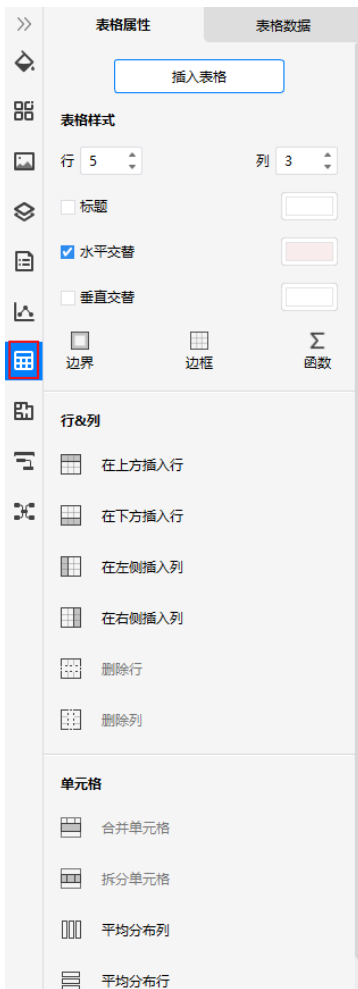 表格属性 表格数据
插入表格
表格样式
行 5 列 3
标题
水平交替
垂直交替
边界 边框 函数
行&列
在上方插入行
在下方插入行
在左侧插入列
在右侧插入列
删除行
删除列
单元格
合并单元格
拆分单元格
平均分布列
平均分布行